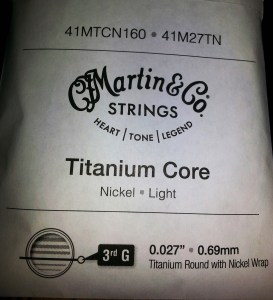 41MTCN160 • 41M27TN
CF Martin & Co.
STRINGS
HEART / TONE / LEGEND
Titanium Core
Nickel • Light
3rd G
0.027" • 0.69mm
Titanium Round with Nickel Wrap